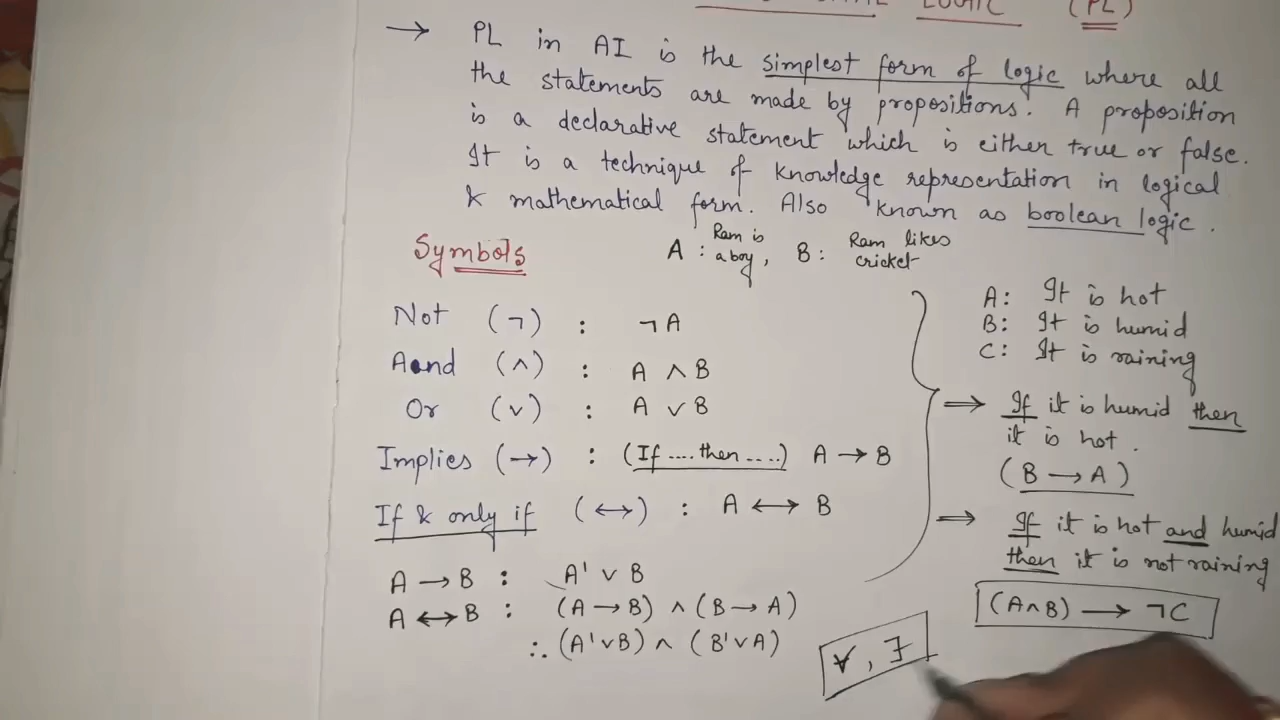 LOGIC (PL)
→ PL in AI is the simplest form of logic where all
the statements are made by propositions. A proposition
is a declarative statement which is either true or false.
It is a technique of knowledge representation in logical
& mathematical form. Also known as boolean logic.
Symbols
A : Ram is a boy, B : Ram likes cricket
Not (¬) : ¬A
And (∧) : A ∧ B
Or (∨) : A ∨ B
Implies (→) : (If .... then .....) A → B
If & only if (↔) : A ↔ B
A → B : A' ∨ B
A ↔ B : (A → B) ∧ (B → A)
∴ (A' ∨ B) ∧ (B' ∨ A)
A: It is hot
B: It is humid
C: It is raining
⇒ If it is humid then
it is hot.
(B → A)
⇒ If it is hot and humid
then it is not raining
(A∧B) → ¬C
∀, ∃